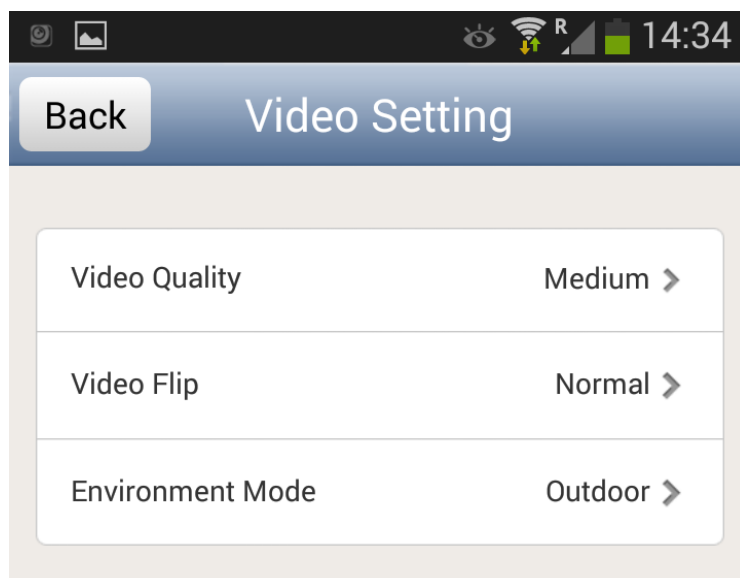 R 14:34
Back Video Setting
Video Quality Medium
Video Flip Normal
Environment Mode Outdoor